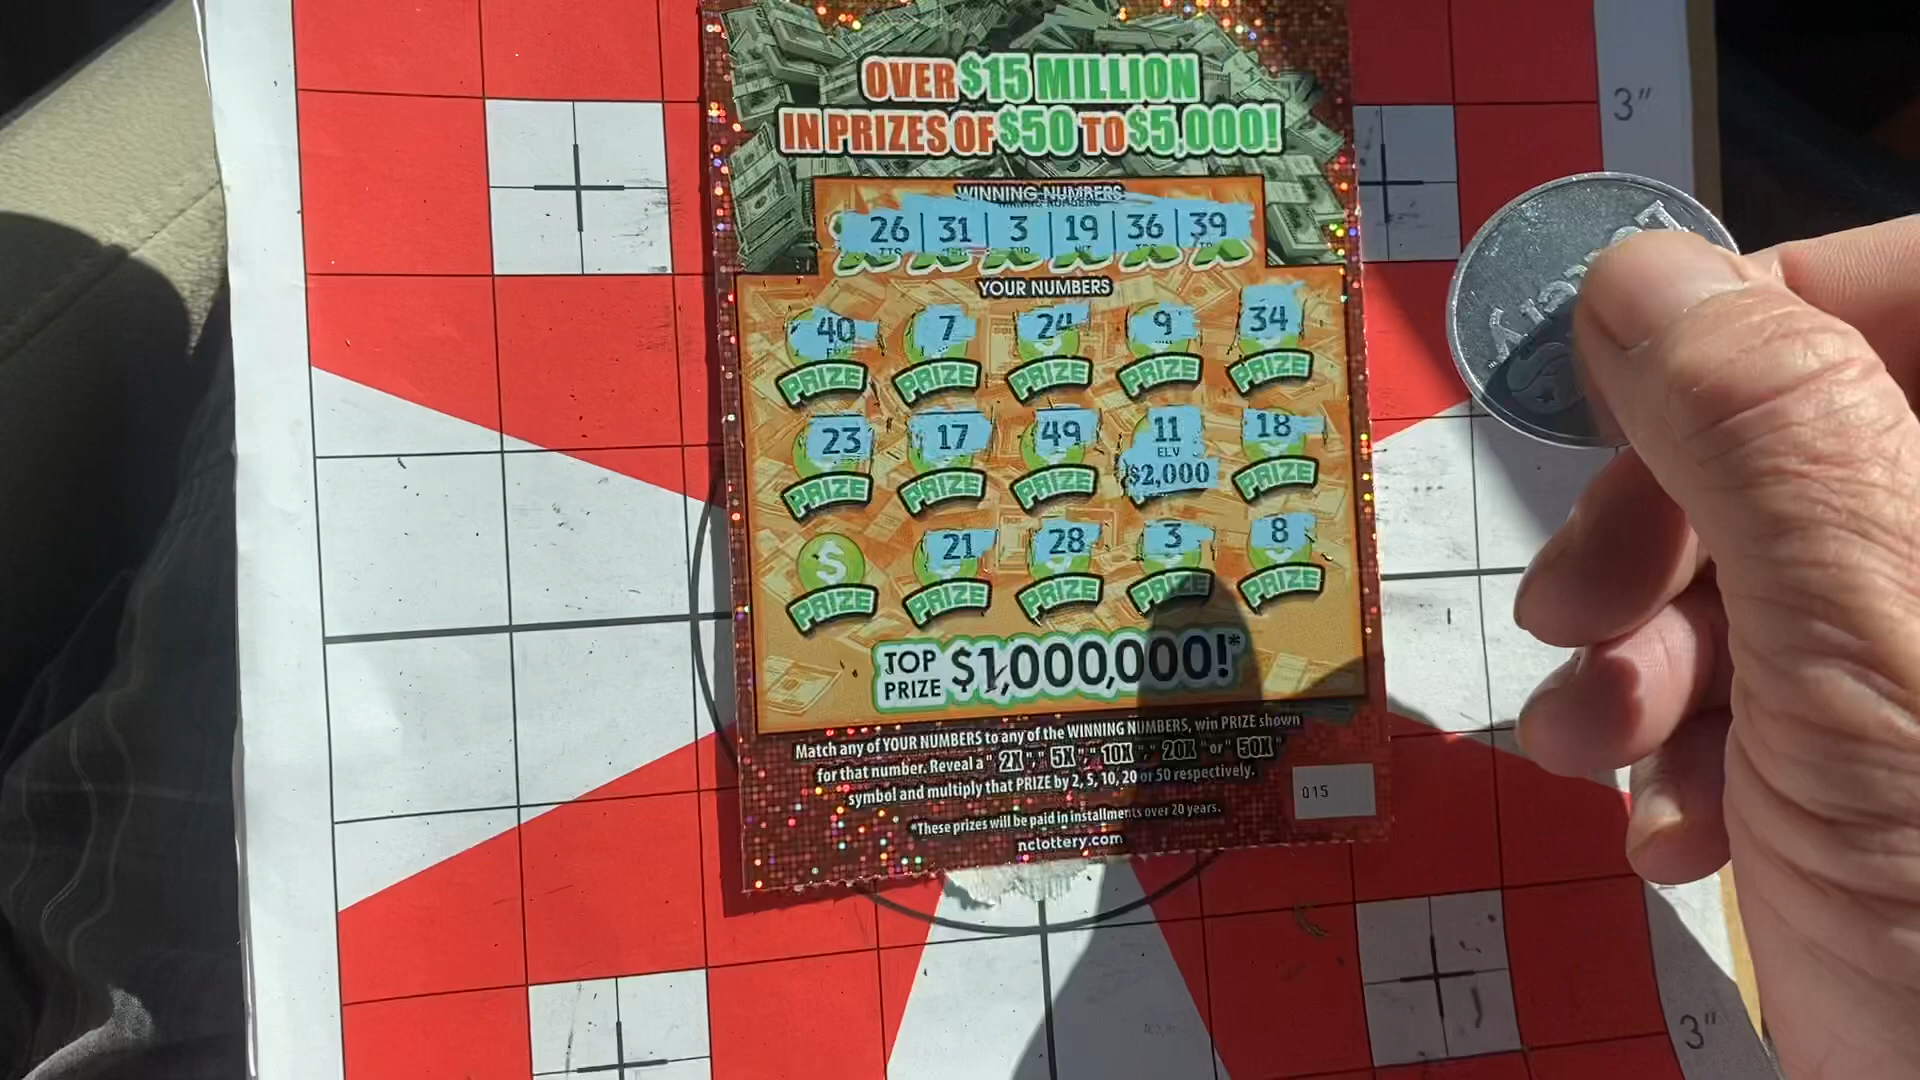 OVER $15 MILLION
IN PRIZES OF $50 TO $5,000!
3"
WINNING NUMBERS
26 31 3 19 36 39
YOUR NUMBERS
40 7 24 9 34
PRIZE PRIZE PRIZE PRIZE PRIZE
23 17 49 11 18
ELV
PRIZE PRIZE PRIZE $2,000 PRIZE
$ 21 28 3 8
PRIZE PRIZE PRIZE PRIZE PRIZE
TOP PRIZE $1,000,000!*
Match any of YOUR NUMBERS to any of the WINNING NUMBERS, win PRIZE shown
for that number. Reveal a "2X", "5X", "10X", "20X" or "50X"
symbol and multiply that PRIZE by 2, 5, 10, 20 or 50 respectively.
015
*These prizes will be paid in installments over 20 years.
nclottery.com
3"